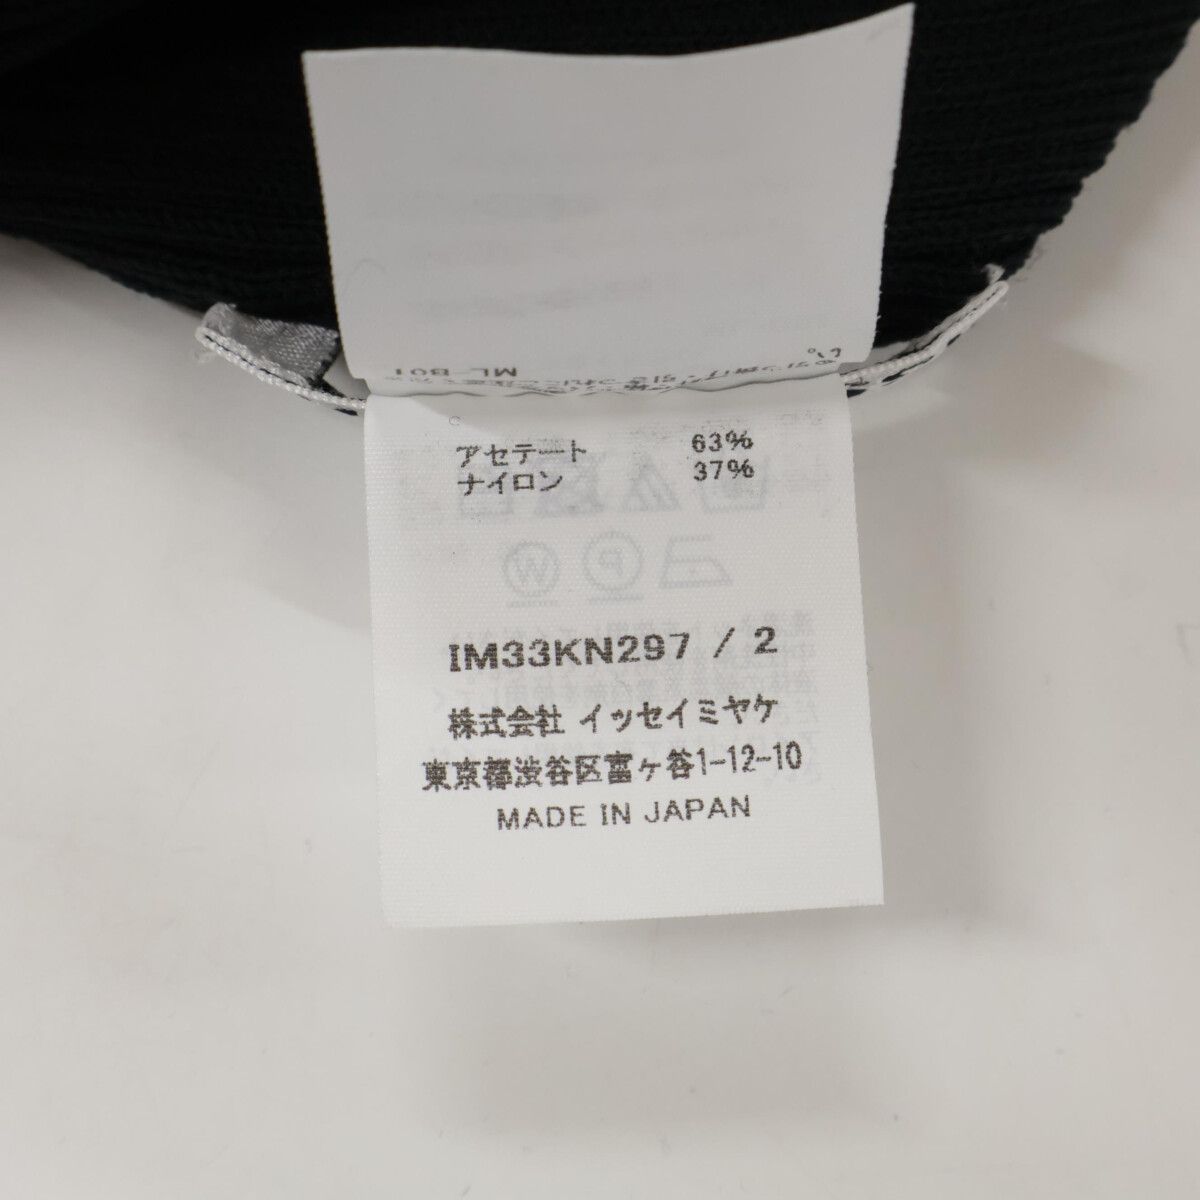 ML-B01
アセテート 63%
ナイロン 37%
W P
IM33KN297 / 2
株式会社 イッセイミヤケ
東京都渋谷区富ヶ谷1-12-10
MADE IN JAPAN